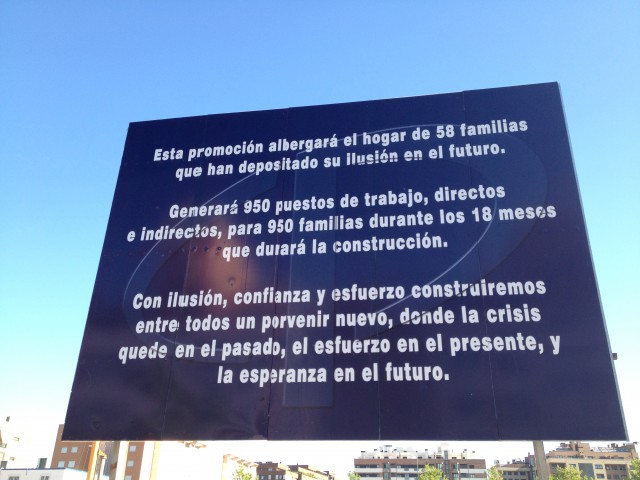 Esta promoción albergará el hogar de 58 familias
que han depositado su ilusión en el futuro.
Generará 950 puestos de trabajo, directos
e indirectos, para 950 familias durante los 18 meses
que durará la construcción.
Con ilusión, confianza y esfuerzo construiremos
entre todos un porvenir nuevo, donde la crisis
quede en el pasado, el esfuerzo en el presente, y
la esperanza en el futuro.